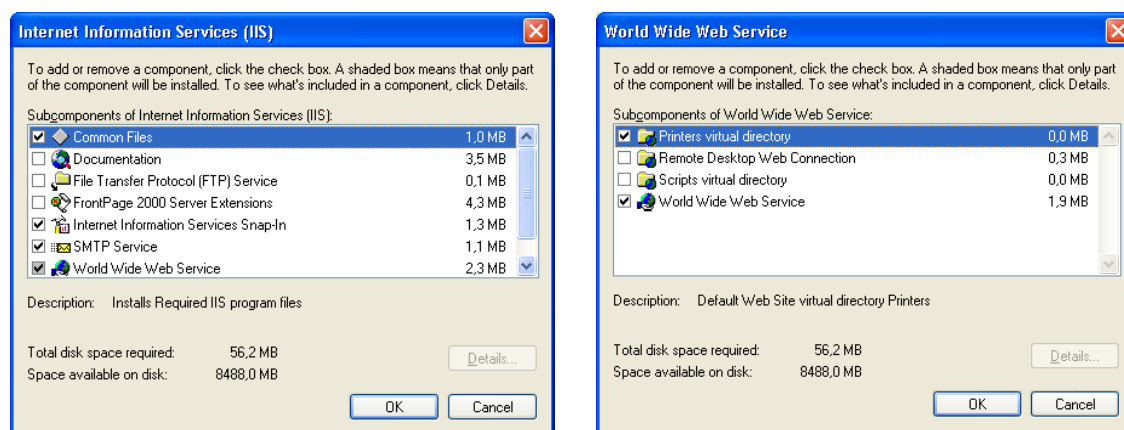 Internet Information Services (IIS)
To add or remove a component, click the check box. A shaded box means that only part
of the component will be installed. To see what's included in a component, click Details.
Subcomponents of Internet Information Services (IIS):
Common Files 1,0 MB
Documentation 3,5 MB
File Transfer Protocol (FTP) Service 0,1 MB
FrontPage 2000 Server Extensions 4,3 MB
Internet Information Services Snap-In 1,3 MB
SMTP Service 1,1 MB
World Wide Web Service 2,3 MB
Description: Installs Required IIS program files
Total disk space required: 56,2 MB
Space available on disk: 8488,0 MB
Details...
OK Cancel
World Wide Web Service
To add or remove a component, click the check box. A shaded box means that only part
of the component will be installed. To see what's included in a component, click Details.
Subcomponents of World Wide Web Service:
Printers virtual directory 0,0 MB
Remote Desktop Web Connection 0,3 MB
Scripts virtual directory 0,0 MB
World Wide Web Service 1,9 MB
Description: Default Web Site virtual directory Printers
Total disk space required: 56,2 MB
Space available on disk: 8488,0 MB
Details...
OK Cancel